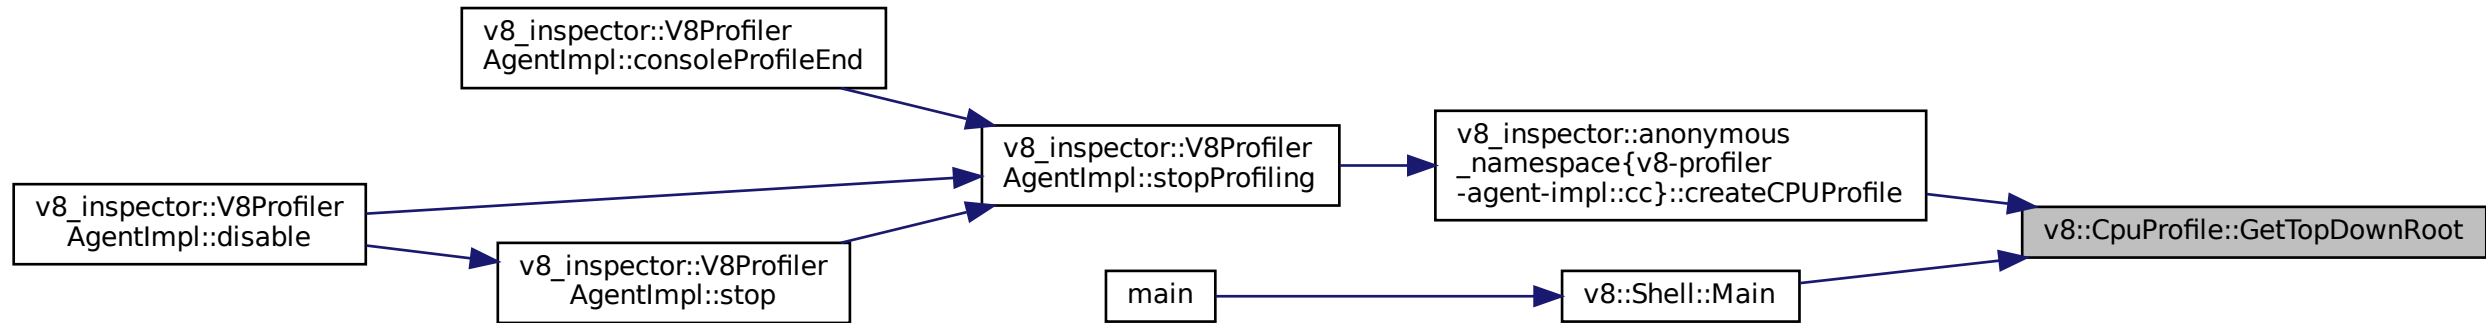 v8_inspector::V8Profiler
AgentImpl::consoleProfileEnd
v8_inspector::V8Profiler
AgentImpl::disable
v8_inspector::V8Profiler
AgentImpl::stop
v8_inspector::V8Profiler
AgentImpl::stopProfiling
main
v8_inspector::anonymous
_namespace{v8-profiler
-agent-impl::cc}::createCPUProfile
v8::Shell::Main
v8::CpuProfile::GetTopDownRoot